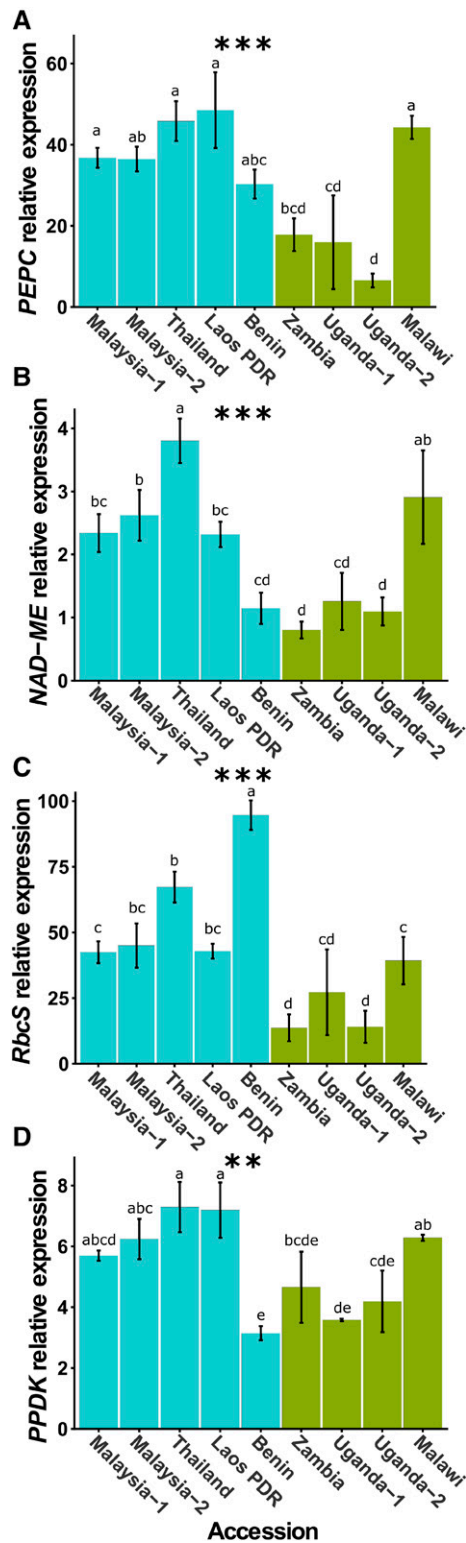 A
PEPC relative expression
60
40
20
0
***
a
ab
a
a
abc
bcd
cd
d
a
Malaysia−1
Malaysia−2
Thailand
Laos PDR
Benin
Zambia
Uganda−1
Uganda−2
Malawi
B
NAD−ME relative expression
4
3
2
1
0
***
bc
b
a
bc
cd
d
cd
d
ab
Malaysia−1
Malaysia−2
Thailand
Laos PDR
Benin
Zambia
Uganda−1
Uganda−2
Malawi
C
RbcS relative expression
100
75
50
25
0
***
c
bc
b
bc
a
d
cd
d
c
Malaysia−1
Malaysia−2
Thailand
Laos PDR
Benin
Zambia
Uganda−1
Uganda−2
Malawi
D
PPDK relative expression
8
6
4
2
0
**
abcd
abc
a
a
e
bcde
de
cde
ab
Malaysia−1
Malaysia−2
Thailand
Laos PDR
Benin
Zambia
Uganda−1
Uganda−2
Malawi
Accession